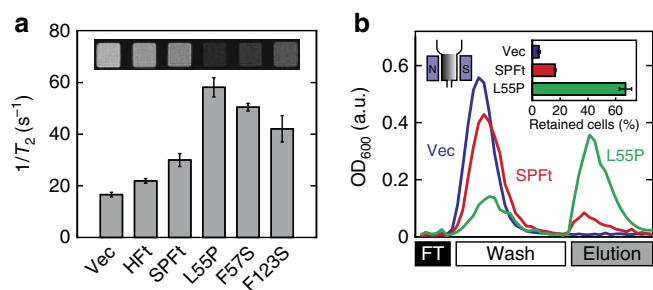 a
80
60
40
20
0
1/T₂ (s⁻¹)
Vec
HFt
SPFt
L55P
F57S
F123S
b
N
S
Vec
SPFt
L55P
0
20
60
Retained cells (%)
0.6
0.4
0.2
0
OD₆₀₀ (a.u.)
Vec
SPFt
L55P
FT
Wash
Elution